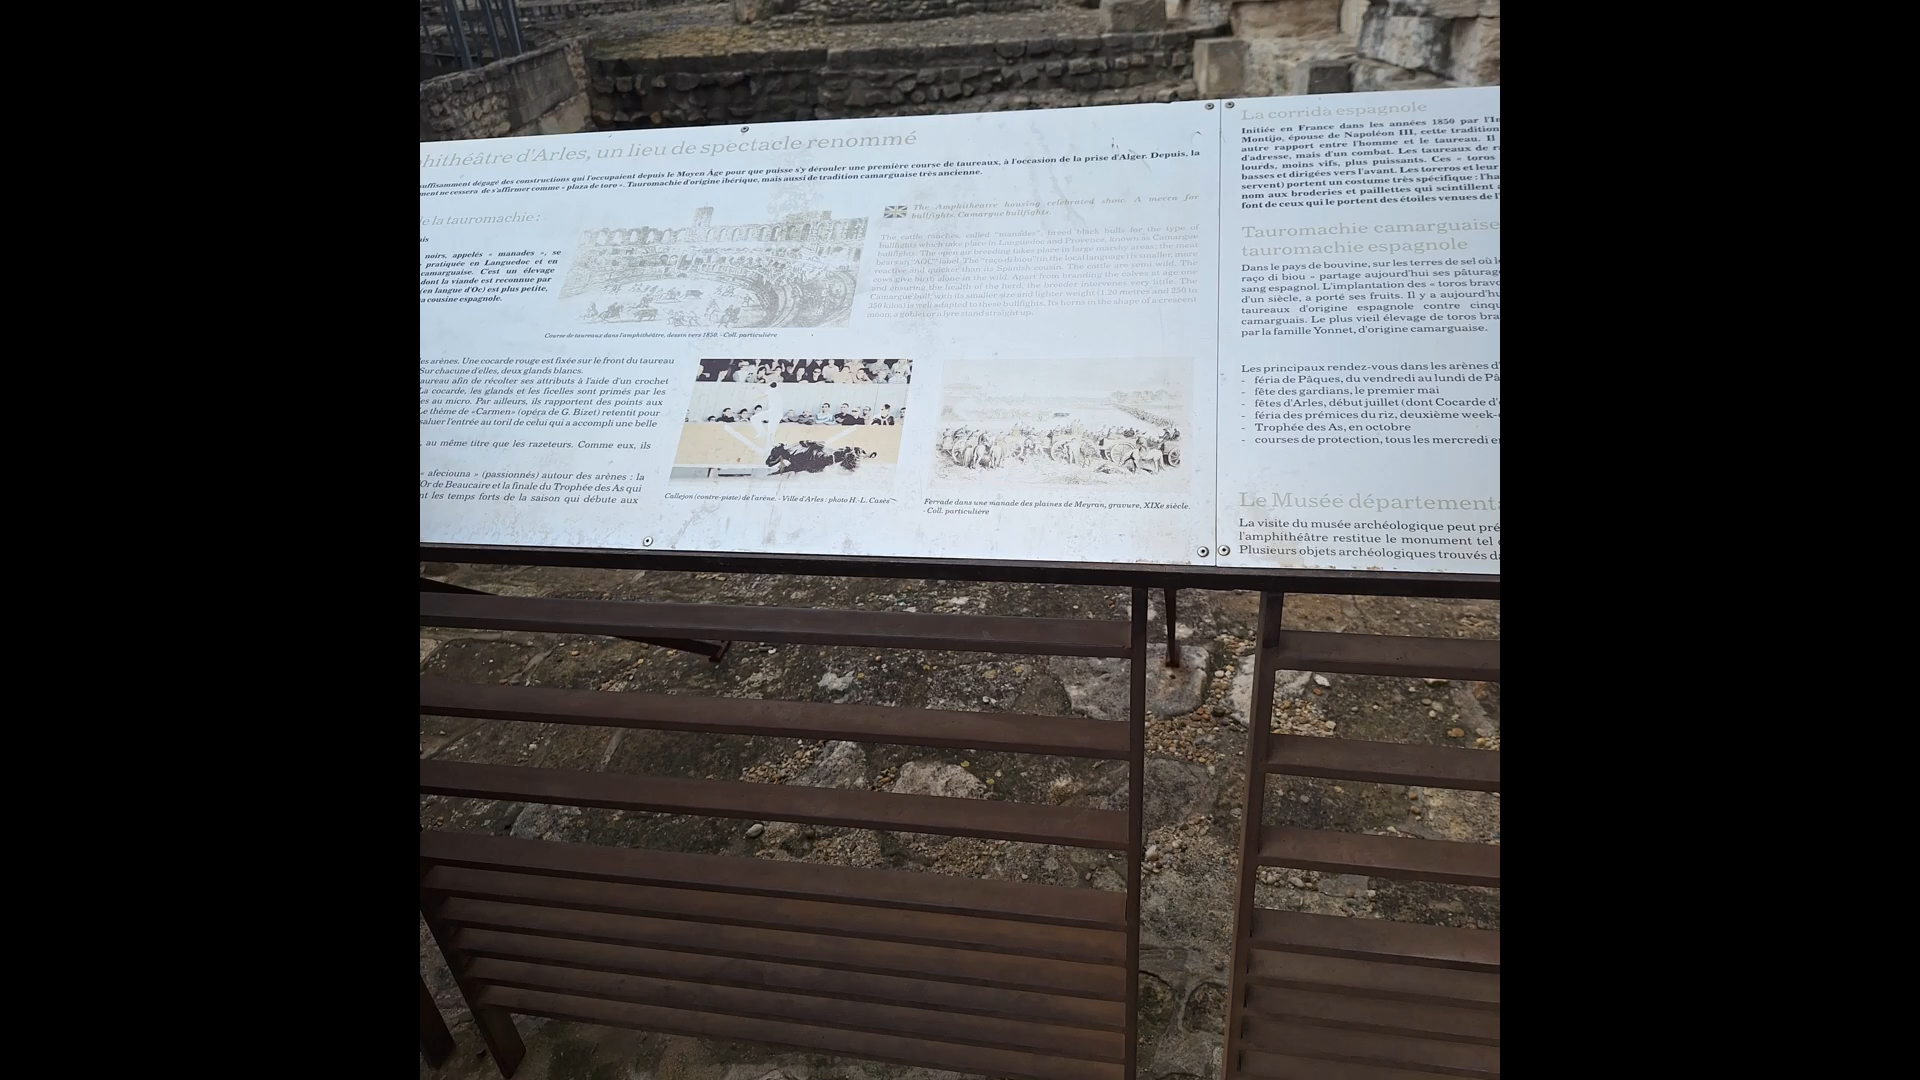 phithéâtre d'Arles, un lieu de spectacle renommé
suffisamment dégagé des constructions qui l'occupaient depuis le Moyen Âge pour que puisse s'y dérouler une première course de taureaux, à l'occasion de la prise d'Alger. Depuis, la
ment ne cessera de s'affirmer comme « plaza de toro ». Tauromachie d'origine ibérique, mais aussi de tradition camarguaise très ancienne.
de la tauromachie :
noirs, appelés « manades », se
pratiquée en Languedoc et en
camarguaise. C'est un élevage
dont la viande est reconnue par
(en langue d'Oc) est plus petite,
a cousine espagnole.
Course de taureaux dans l'amphithéâtre, dessin vers 1850. - Coll. particulière
The Amphitheatre housing celebrated show. A mecca for
bullfights. Camargue bullfights.
The cattle ranches, called "manades", breed black bulls for the type of
bullfights which take place in Languedoc and Provence, known as Camargue
bullfights. The open air breeding takes place in large marshy areas; the meat
bears an "AOC" label. The "raço di biou" (in the local language) is smaller, more
reactive and quicker than its Spanish cousin. The cattle are semi wild. The
cows give birth alone in the wild. Apart from branding the calves at age one
and ensuring the health of the herd, the breeder intervenes very little. The
Camargue bull, with its smaller size and lighter weight (1.20 metres and 250 to
350 kilos) is well adapted to these bullfights. Its horns in the shape of a crescent
moon, a goblet or a lyre stand straight up.
es arènes. Une cocarde rouge est fixée sur le front du taureau
Sur chacune d'elles, deux glands blancs.
aureau afin de récolter ses attributs à l'aide d'un crochet
La cocarde, les glands et les ficelles sont primés par les
es au micro. Par ailleurs, ils rapportent des points aux
Le thème de «Carmen» (opéra de G. Bizet) retentit pour
saluer l'entrée au toril de celui qui a accompli une belle
, au même titre que les razeteurs. Comme eux, ils
« afeciouna » (passionnés) autour des arènes : la
d'Or de Beaucaire et la finale du Trophée des As qui
nt les temps forts de la saison qui débute aux
Callejon (contre-piste) de l'arène. - Ville d'Arles : photo H.-L. Casès
Ferrade dans une manade des plaines de Meyran, gravure, XIXe siècle.
- Coll. particulière
La corrida espagnole
Initiée en France dans les années 1850 par l'In
Montijo, épouse de Napoléon III, cette tradition
autre rapport entre l'homme et le taureau. Il
d'adresse, mais d'un combat. Les taureaux de
lourds, moins vifs, plus puissants. Ces « toros
basses et dirigées vers l'avant. Les toreros et leur
servent) portent un costume très spécifique : l'ha
nom aux broderies et paillettes qui scintillent
font de ceux qui le portent des étoiles venues de l'
Tauromachie camarguaise
tauromachie espagnole
Dans le pays de bouvine, sur les terres de sel où l
raço di biou » partage aujourd'hui ses pâturag
sang espagnol. L'implantation des « toros brav
d'un siècle, a porté ses fruits. Il y a aujourd'hu
taureaux d'origine espagnole contre cinq
camarguais. Le plus vieil élevage de toros bra
par la famille Yonnet, d'origine camarguaise.
Les principaux rendez-vous dans les arènes d'
- féria de Pâques, du vendredi au lundi de Pâ
- fête des gardians, le premier mai
- fêtes d'Arles, début juillet (dont Cocarde d'
- féria des prémices du riz, deuxième week-
- Trophée des As, en octobre
- courses de protection, tous les mercredi e
Le Musée département
La visite du musée archéologique peut pré
l'amphithéâtre restitue le monument tel
Plusieurs objets archéologiques trouvés d